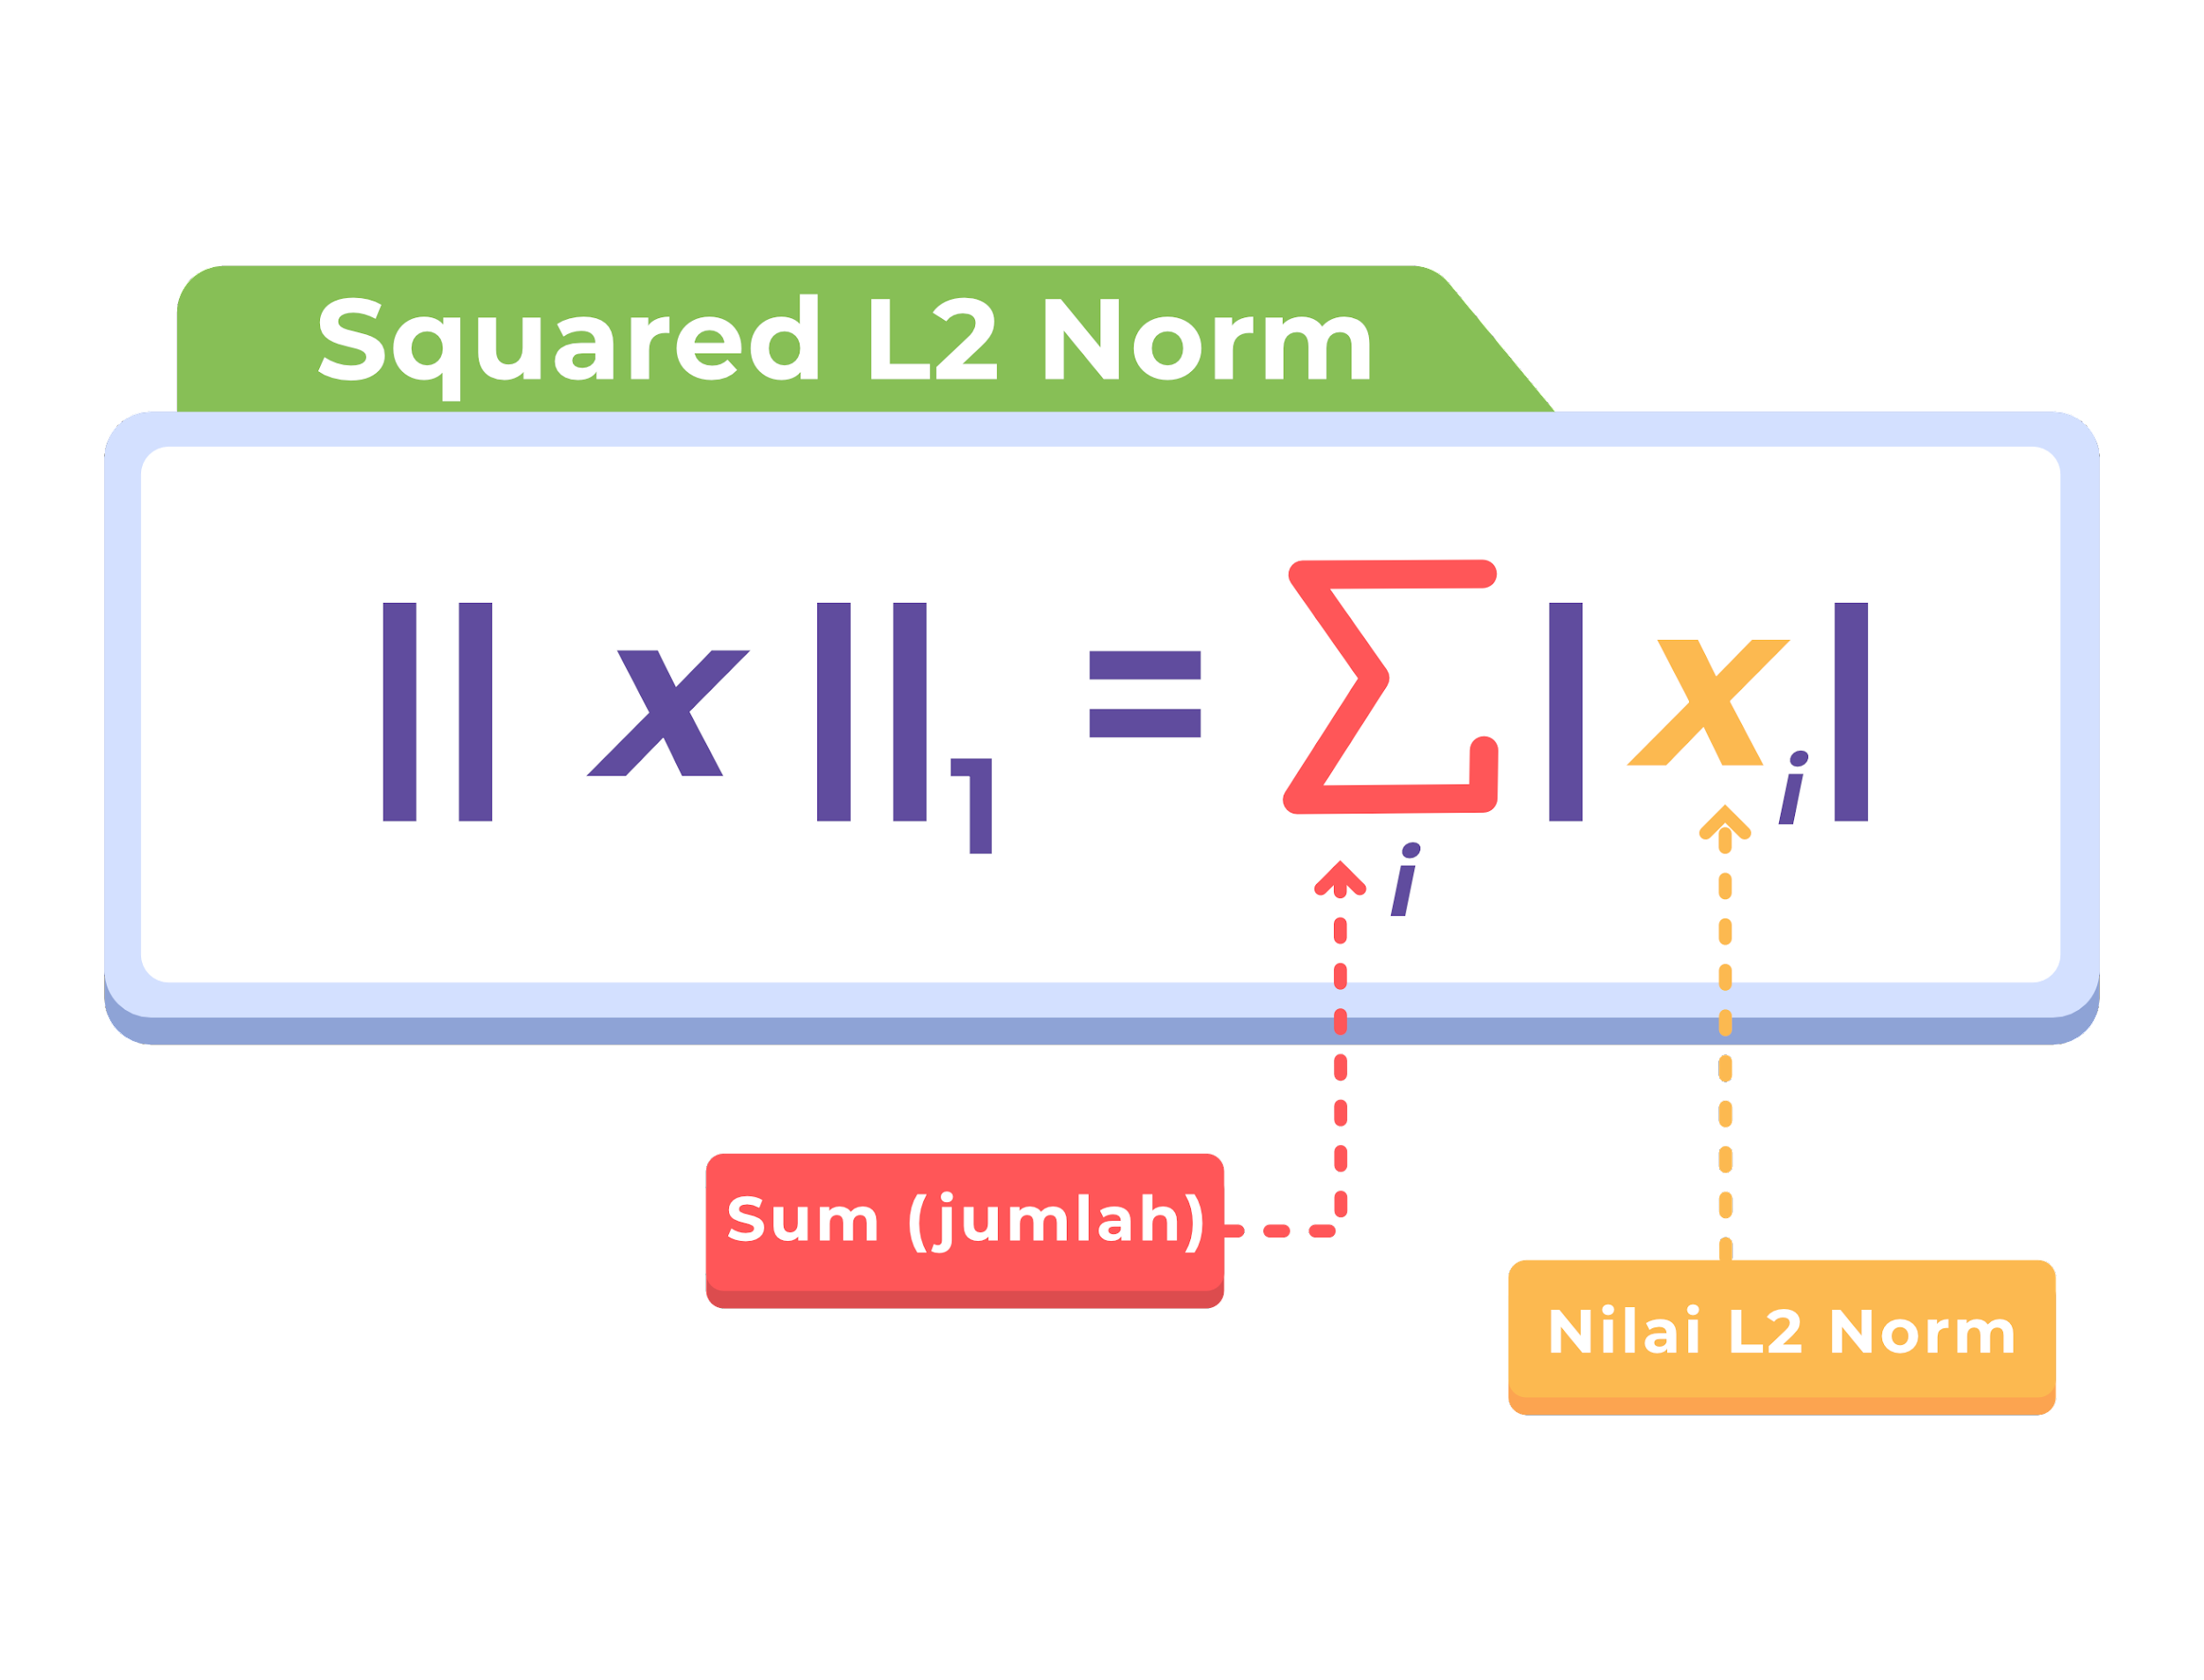 Squared L2 Norm
|| x ||₁ = ∑ᵢ |xᵢ|
Sum (jumlah)
Nilai L2 Norm